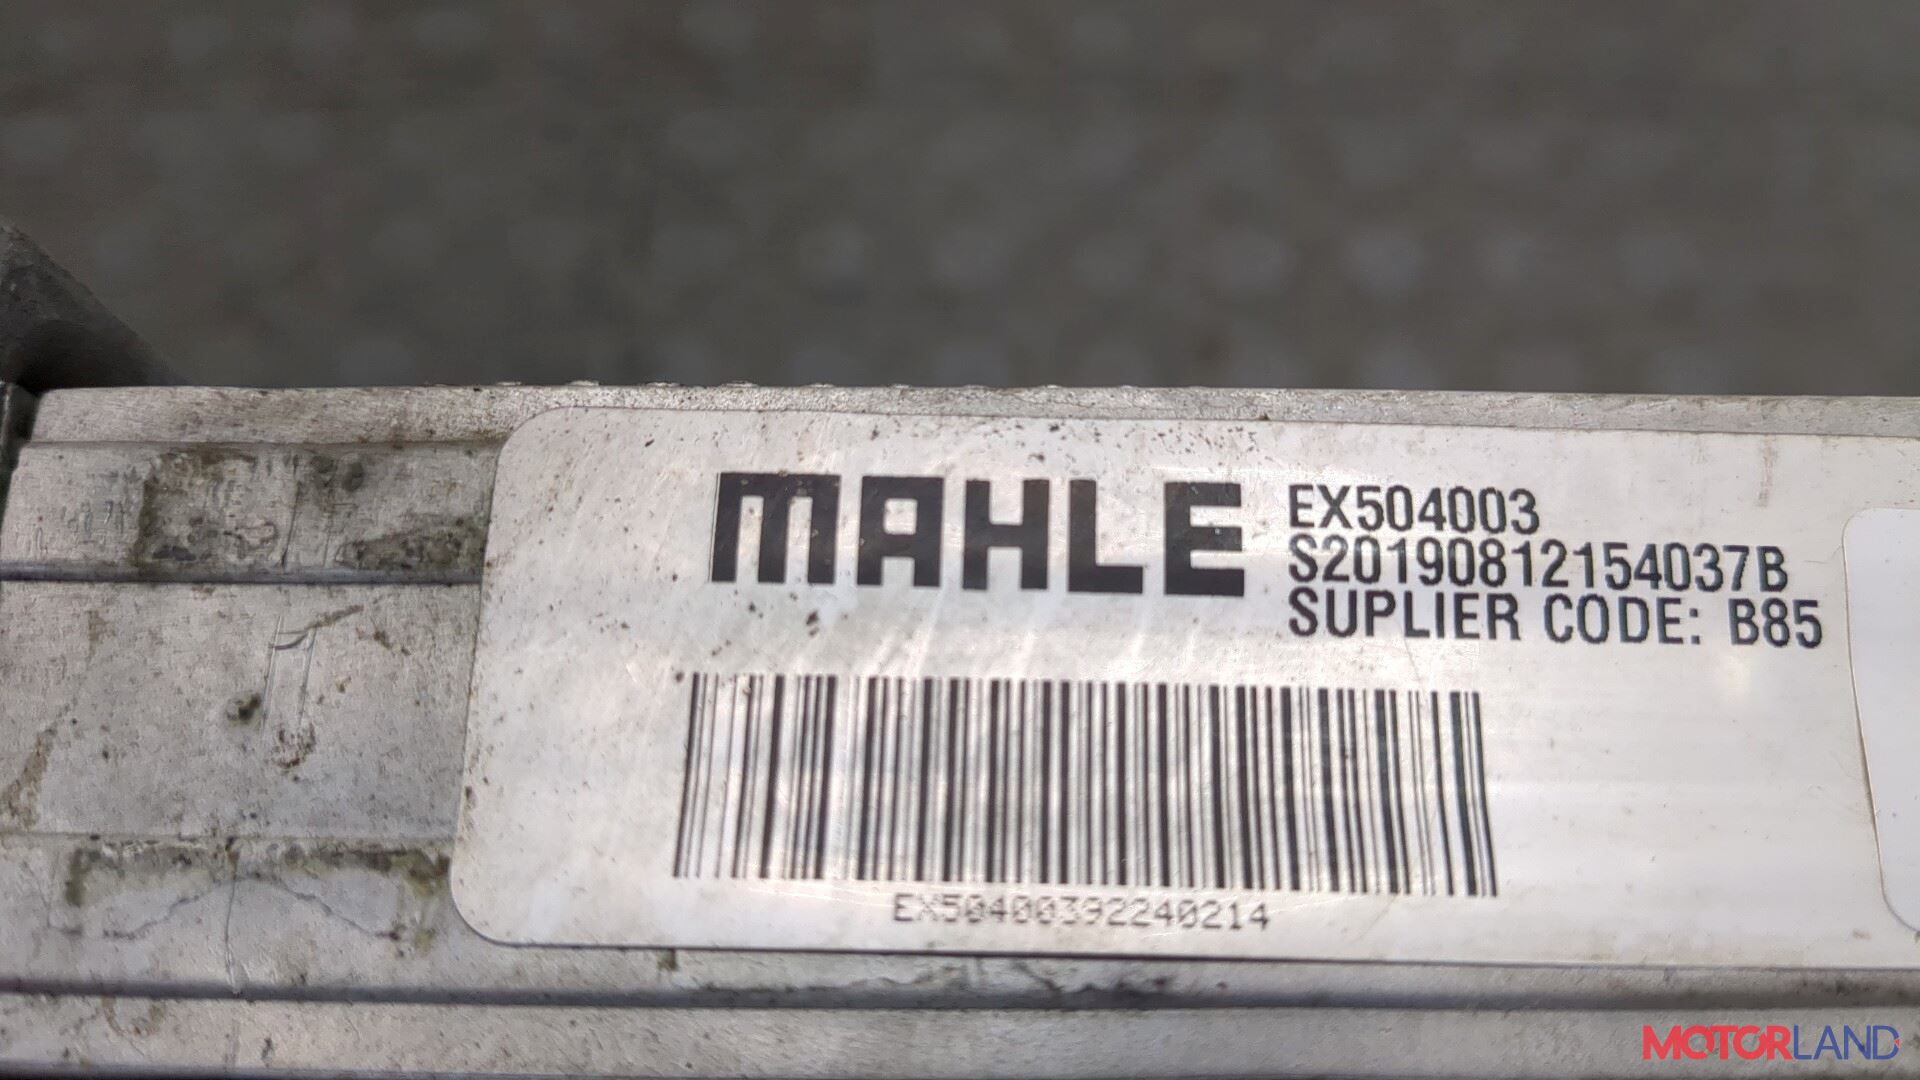 MAHLE
EX504003
S20190812154037B
SUPLIER CODE: B85
EX50400392240214
MOTORLAND